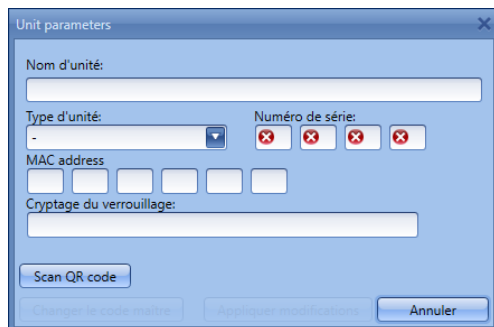 Unit parameters
Nom d'unité:
Type d'unité: Numéro de série:
-
MAC address
Cryptage du verrouillage:
Scan QR code
Changer le code maître Appliquer modifications Annuler